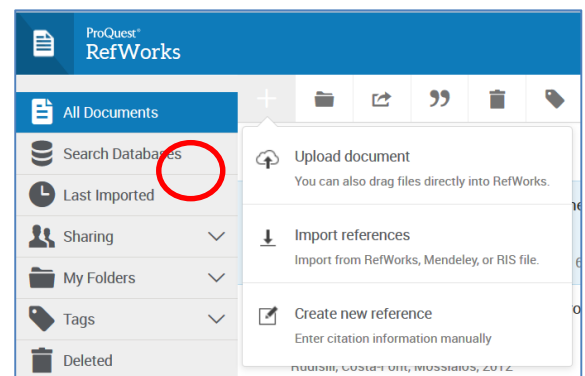 ProQuest®
RefWorks
All Documents
Search Databases
Last Imported
Sharing
My Folders
Tags
Deleted
Upload document
You can also drag files directly into RefWorks.
Import references
Import from RefWorks, Mendeley, or RIS file.
Create new reference
Enter citation information manually
Rudisill, Costa-Font, Mossialos, 2012